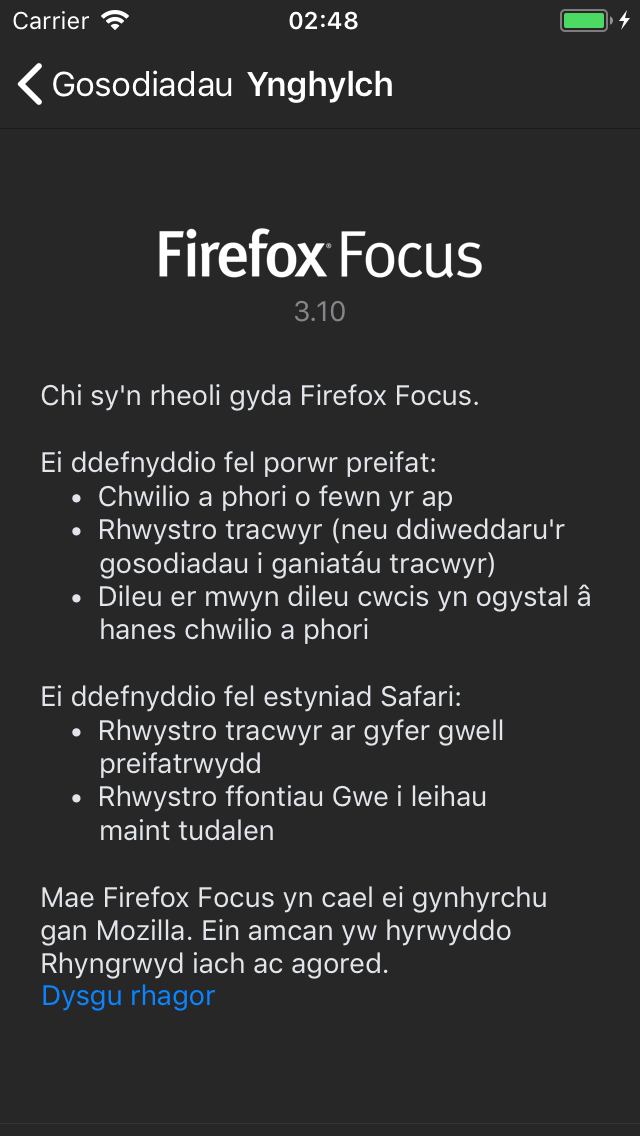 Carrier 02:48
Gosodiadau Ynghylch
Firefox® Focus
3.10
Chi sy'n rheoli gyda Firefox Focus.
Ei ddefnyddio fel porwr preifat:
• Chwilio a phori o fewn yr ap
• Rhwystro tracwyr (neu ddiweddaru'r
gosodiadau i ganiatáu tracwyr)
• Dileu er mwyn dileu cwcis yn ogystal â
hanes chwilio a phori
Ei ddefnyddio fel estyniad Safari:
• Rhwystro tracwyr ar gyfer gwell
preifatrwydd
• Rhwystro ffontiau Gwe i leihau
maint tudalen
Mae Firefox Focus yn cael ei gynhyrchu
gan Mozilla. Ein amcan yw hyrwyddo
Rhyngrwyd iach ac agored.
Dysgu rhagor